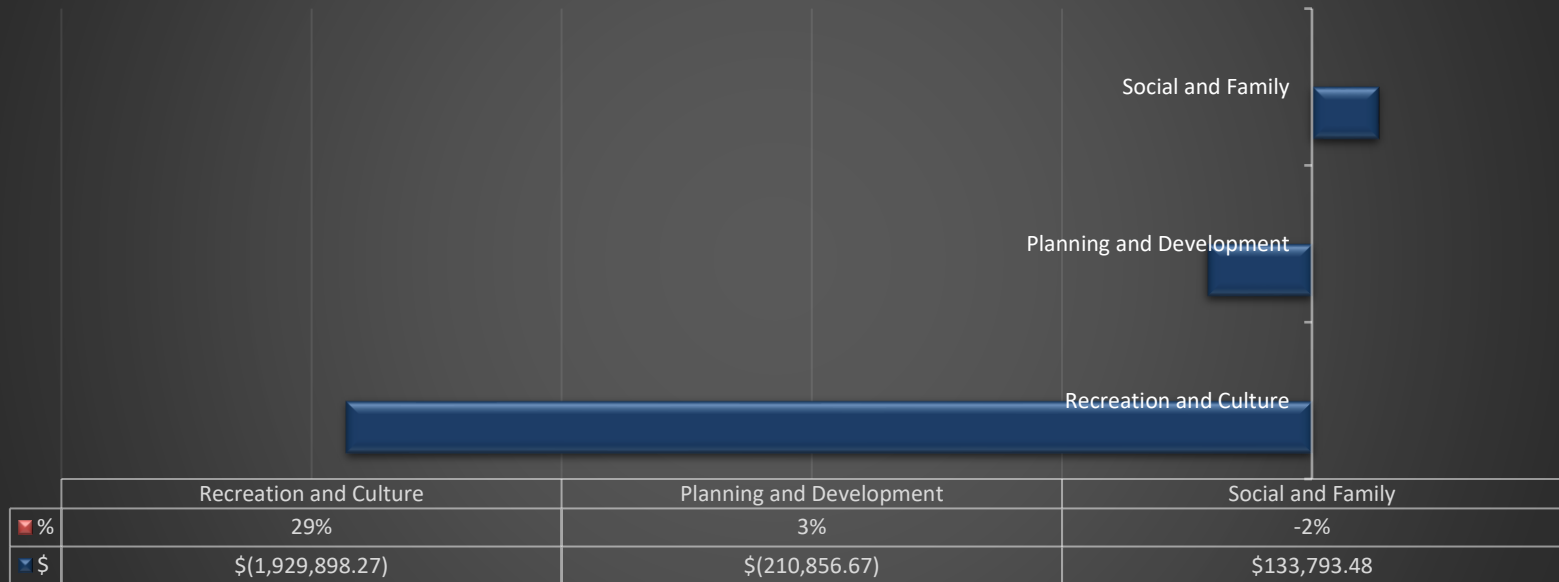 Social and Family
Planning and Development
Recreation and Culture
Recreation and Culture Planning and Development Social and Family
% 29% 3% -2%
$ $(1,929,898.27) $(210,856.67) $133,793.48